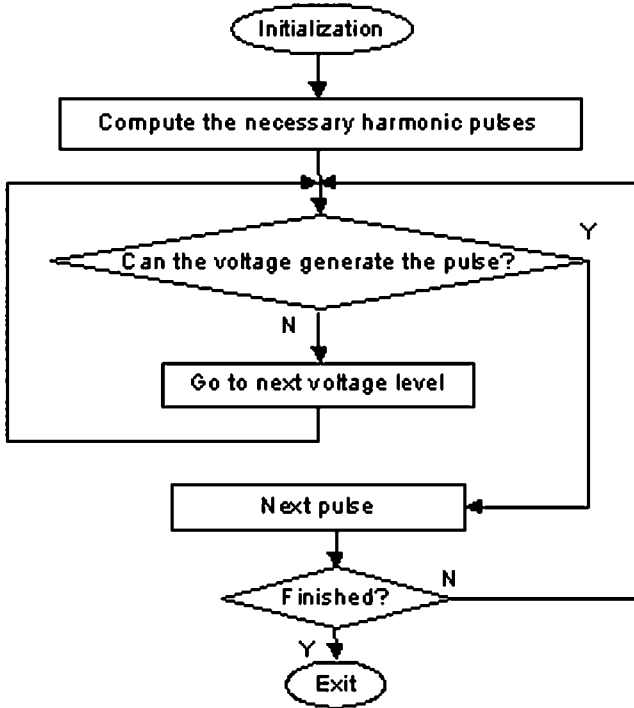 Initialization
Compute the necessary harmonic pulses
Y
Can the voltage generate the pulse?
N
Go to next voltage level
Next pulse
N
Finished?
Y
Exit